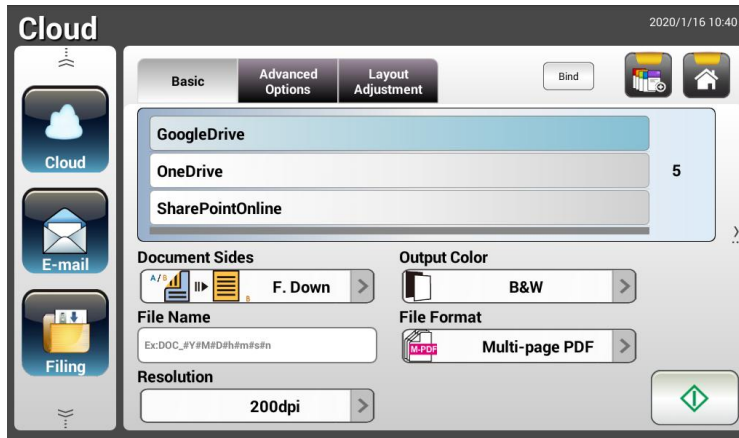 Cloud
2020/1/16 10:40
Cloud
E-mail
Filing
Basic
Advanced
Options
Layout
Adjustment
Bind
GoogleDrive
OneDrive
SharePointOnline
5
Document Sides
A/B
B
F. Down
Output Color
B&W
File Name
Ex:DOC_#Y#M#D#h#m#s#n
File Format
M-PDF
Multi-page PDF
Resolution
200dpi